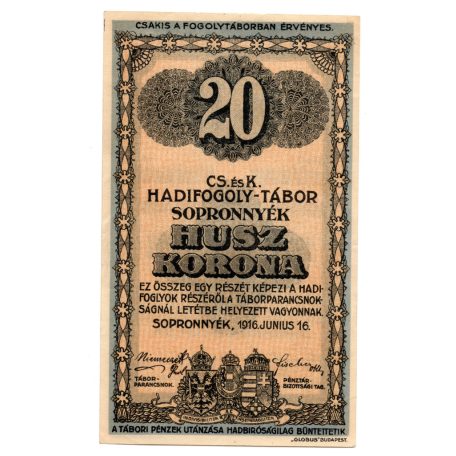 CSAKIS A FOGOLYTÁBORBAN ÉRVÉNYES.
20
CS. ÉS K.
HADIFOGOLY-TÁBOR
SOPRONNYÉK
HUSZ
KORONA
EZ ÖSSZEG EGY RÉSZÉT KÉPEZI A HADI-
FOGLYOK RÉSZÉRŐL A TÁBORPARANCSNOK-
SÁGNÁL LETÉTBE HELYEZETT VAGYONNAK.
SOPRONNYÉK, 1916. JUNIUS 16.
TÁBOR-
PARANCSNOK.
PÉNZTÁR-
BIZOTTSÁGI TAG.
A TÁBORI PÉNZEK UTÁNZÁSA HADBIRÓSÁGILAG BÜNTETTETIK
„GLOBUS" BUDAPEST.